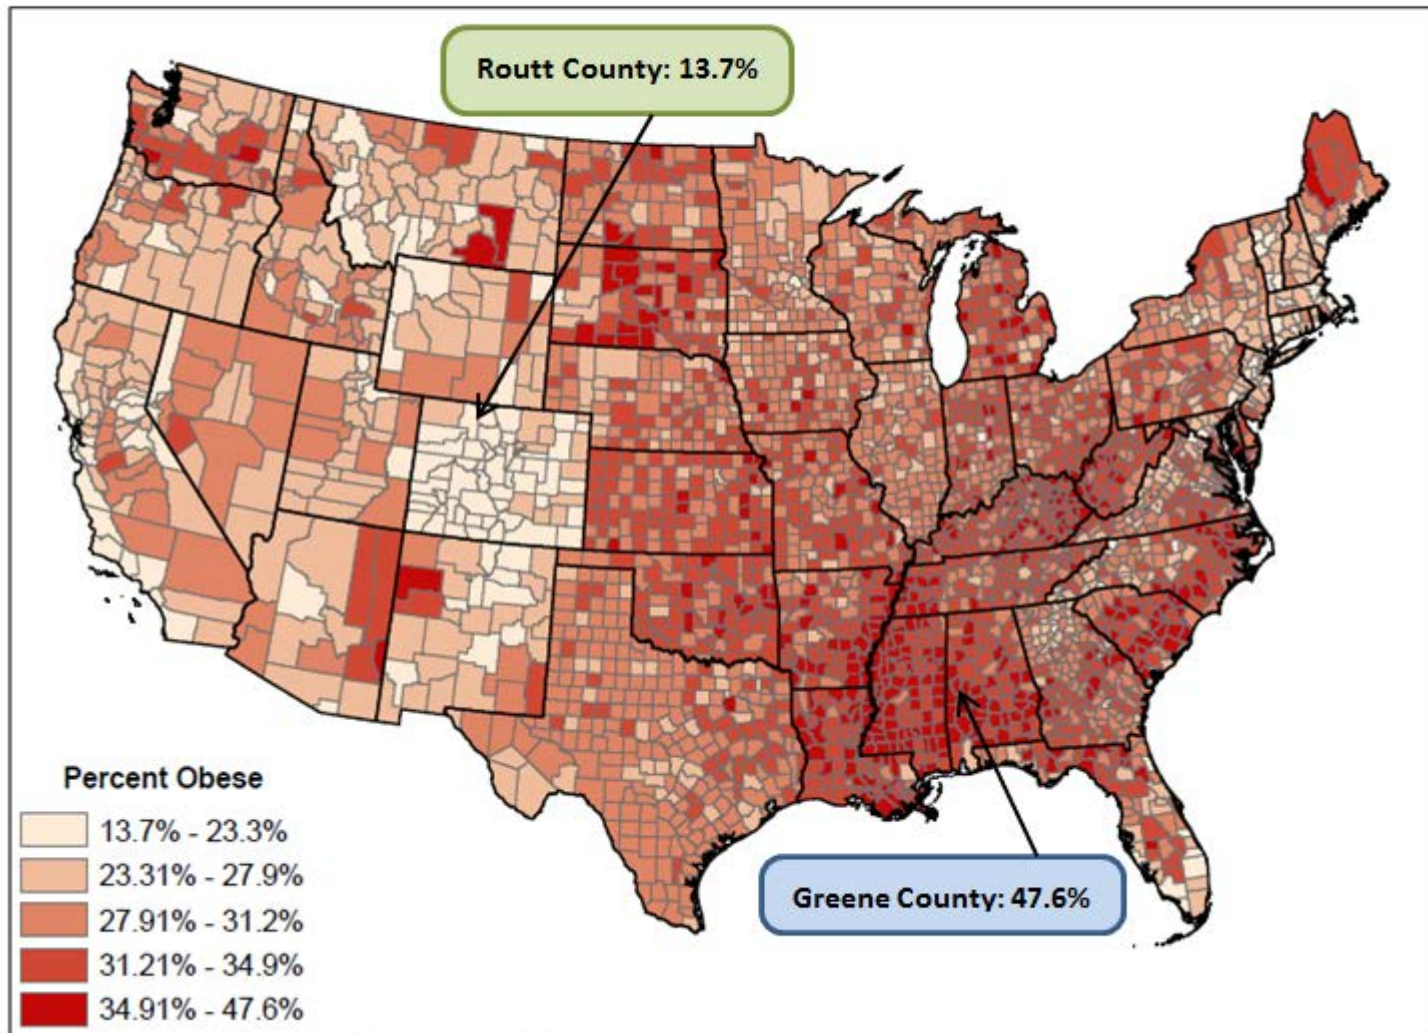 Routt County: 13.7%
Greene County: 47.6%
Percent Obese
13.7% - 23.3%
23.31% - 27.9%
27.91% - 31.2%
31.21% - 34.9%
34.91% - 47.6%